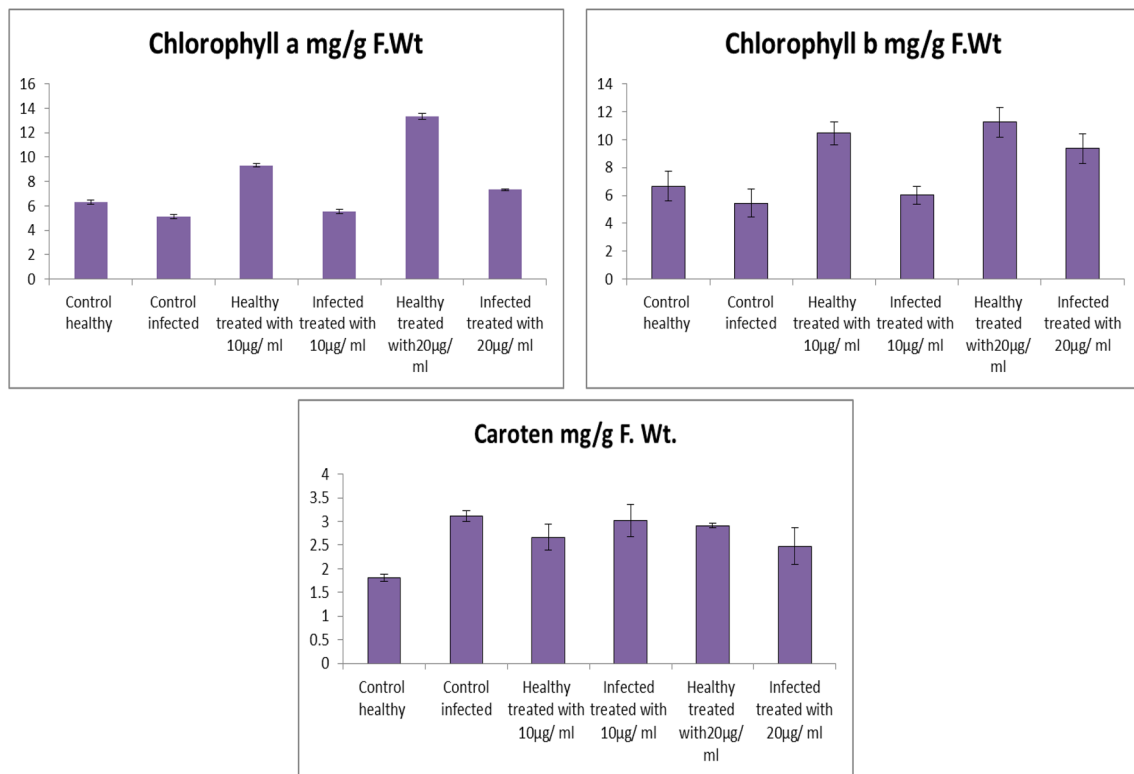 Chlorophyll a mg/g F.Wt
16
14
12
10
8
6
4
2
0
Control healthy
Control infected
Healthy treated with 10µg/ ml
Infected treated with 10µg/ ml
Healthy treated with20µg/ ml
Infected treated with 20µg/ ml
Chlorophyll b mg/g F.Wt
14
12
10
8
6
4
2
0
Control healthy
Control infected
Healthy treated with 10µg/ ml
Infected treated with 10µg/ ml
Healthy treated with20µg/ ml
Infected treated with 20µg/ ml
Caroten mg/g F. Wt.
4
3.5
3
2.5
2
1.5
1
0.5
0
Control healthy
Control infected
Healthy treated with 10µg/ ml
Infected treated with 10µg/ ml
Healthy treated with20µg/ ml
Infected treated with 20µg/ ml